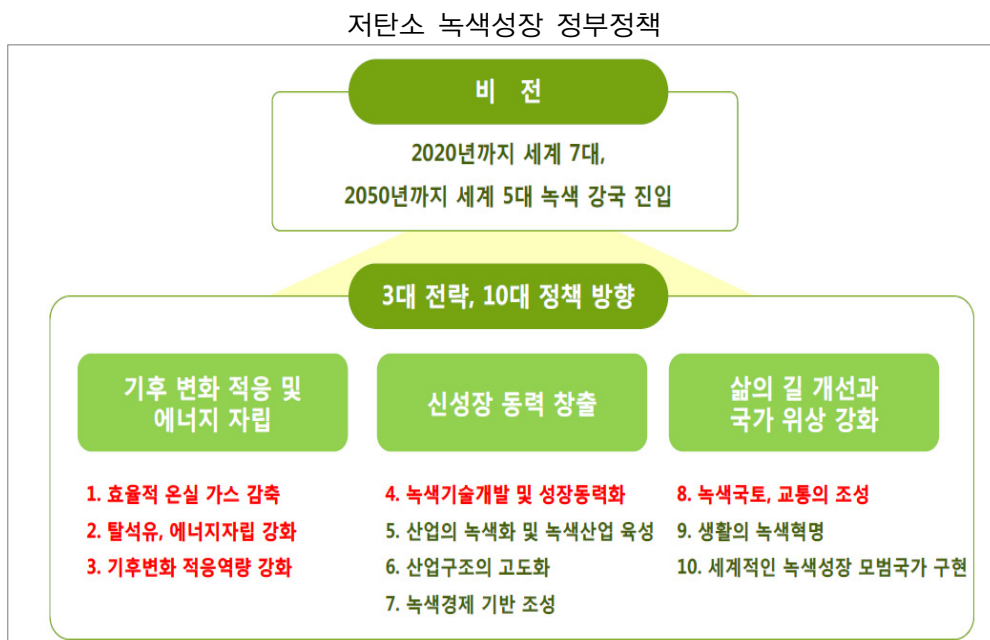 저탄소 녹색성장 정부정책
비 전
2020년까지 세계 7대,
2050년까지 세계 5대 녹색 강국 진입
3대 전략, 10대 정책 방향
기후 변화 적응 및
에너지 자립
1. 효율적 온실 가스 감축
2. 탈석유, 에너지자립 강화
3. 기후변화 적응역량 강화
신성장 동력 창출
4. 녹색기술개발 및 성장동력화
5. 산업의 녹색화 및 녹색산업 육성
6. 산업구조의 고도화
7. 녹색경제 기반 조성
삶의 길 개선과
국가 위상 강화
8. 녹색국토, 교통의 조성
9. 생활의 녹색혁명
10. 세계적인 녹색성장 모범국가 구현